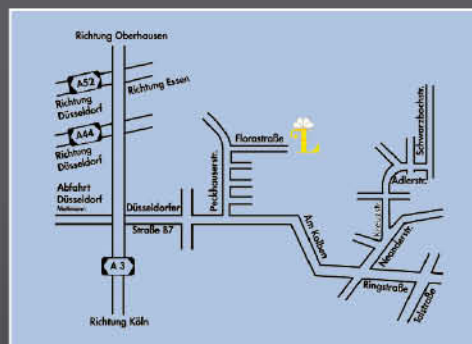 Richtung Oberhausen
A52
Richtung Essen
Richtung
Düsseldorf
A44
Richtung
Düsseldorf
Florastraße
L
Schwarzbachstr.
Adlerstr.
Abfahrt
Düsseldorf
Düsseldorfer
Straße B7
Peckhauserstr.
Am Kolben
Neanderstr.
A 3
Ringstraße
Talstraße
Richtung Köln